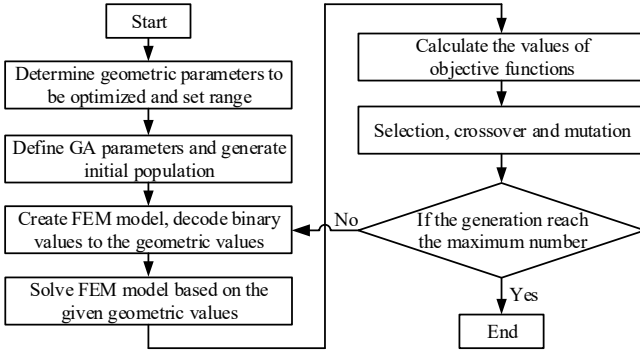 Start
Determine geometric parameters to
be optimized and set range
Define GA parameters and generate
initial population
Create FEM model, decode binary
values to the geometric values
Solve FEM model based on the
given geometric values
Calculate the values of
objective functions
Selection, crossover and mutation
If the generation reach
the maximum number
No
Yes
End